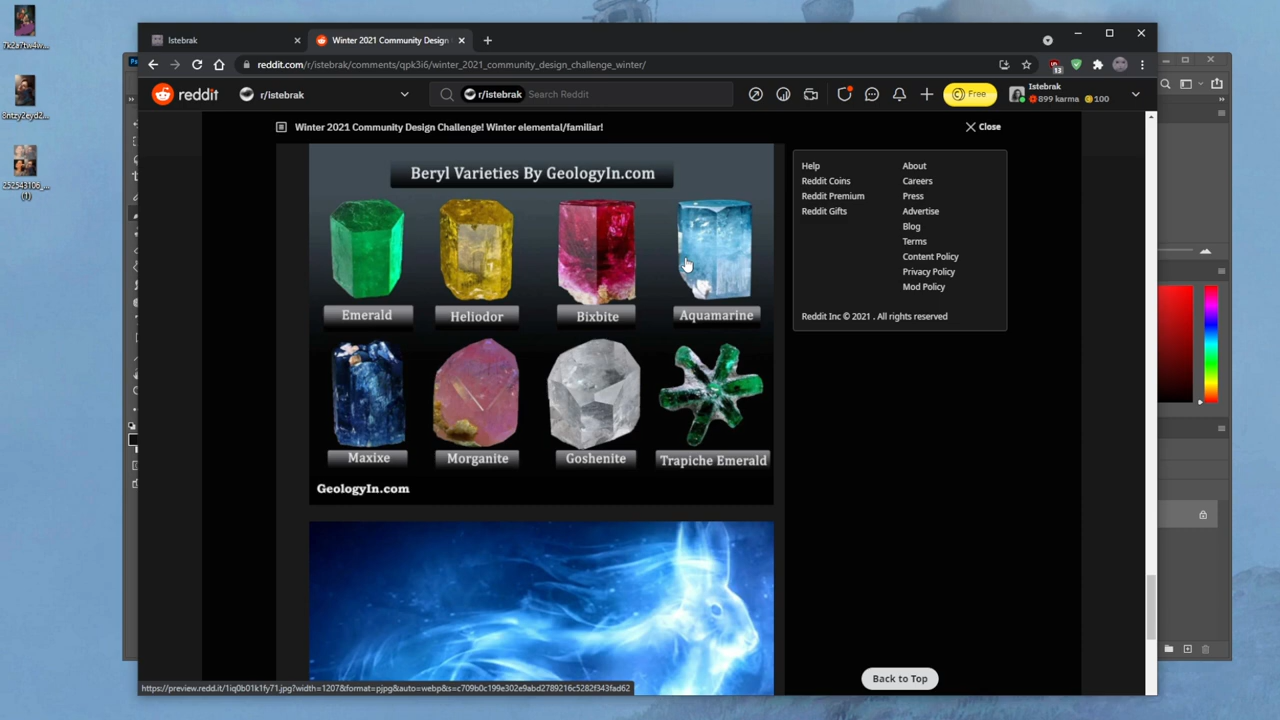 Istebrak
Winter 2021 Community Design
reddit.com/r/istebrak/comments/qpk3i6/winter_2021_community_design_challenge_winter/
13
reddit
r/istebrak
r/istebrak
Search Reddit
Free
Istebrak
899 karma
100
Winter 2021 Community Design Challenge! Winter elemental/familiar!
Close
Beryl Varieties By GeologyIn.com
Emerald
Heliodor
Bixbite
Aquamarine
Maxixe
Morganite
Goshenite
Trapiche Emerald
GeologyIn.com
Help
About
Reddit Coins
Careers
Reddit Premium
Press
Reddit Gifts
Advertise
Blog
Terms
Content Policy
Privacy Policy
Mod Policy
Reddit Inc © 2021 . All rights reserved
Back to Top
https://preview.redd.it/1iq0b01k1fy71.jpg?width=1207&format=pjpg&auto=webp&s=c709b0c199e302e9abd2789216c5282f343fad62
252543106_...
(1)
Ps